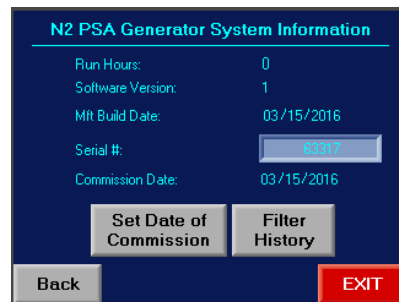 N2 PSA Generator System Information
Run Hours: 0
Software Version: 1
Mft Build Date: 03/15/2016
Serial #: 63317
Commission Date: 03/15/2016
Set Date of Commission
Filter History
Back EXIT